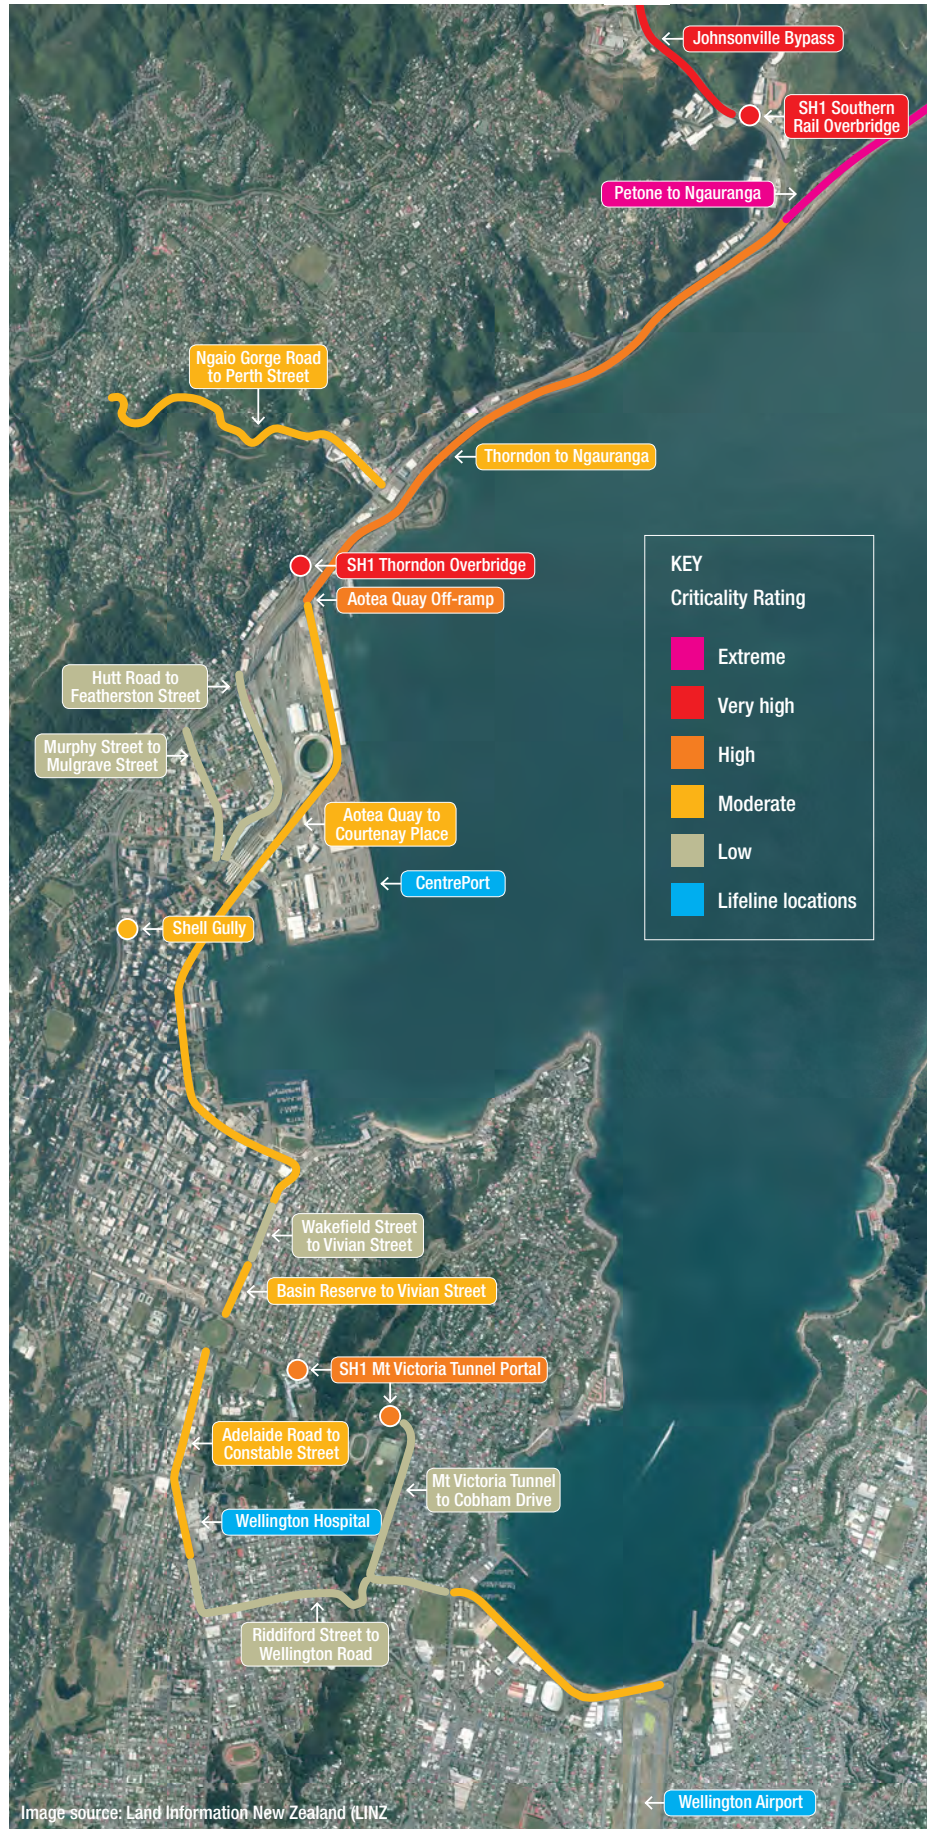 Johnsonville Bypass
SH1 Southern
Rail Overbridge
Petone to Ngauranga
Ngaio Gorge Road
to Perth Street
Thorndon to Ngauranga
SH1 Thorndon Overbridge
Aotea Quay Off-ramp
KEY
Criticality Rating
Extreme
Very high
High
Moderate
Low
Lifeline locations
Hutt Road to
Featherston Street
Murphy Street to
Mulgrave Street
Aotea Quay to
Courtenay Place
CentrePort
Shell Gully
Wakefield Street
to Vivian Street
Basin Reserve to Vivian Street
SH1 Mt Victoria Tunnel Portal
Adelaide Road to
Constable Street
Mt Victoria Tunnel
to Cobham Drive
Wellington Hospital
Riddiford Street to
Wellington Road
Wellington Airport
Image source: Land Information New Zealand (LINZ